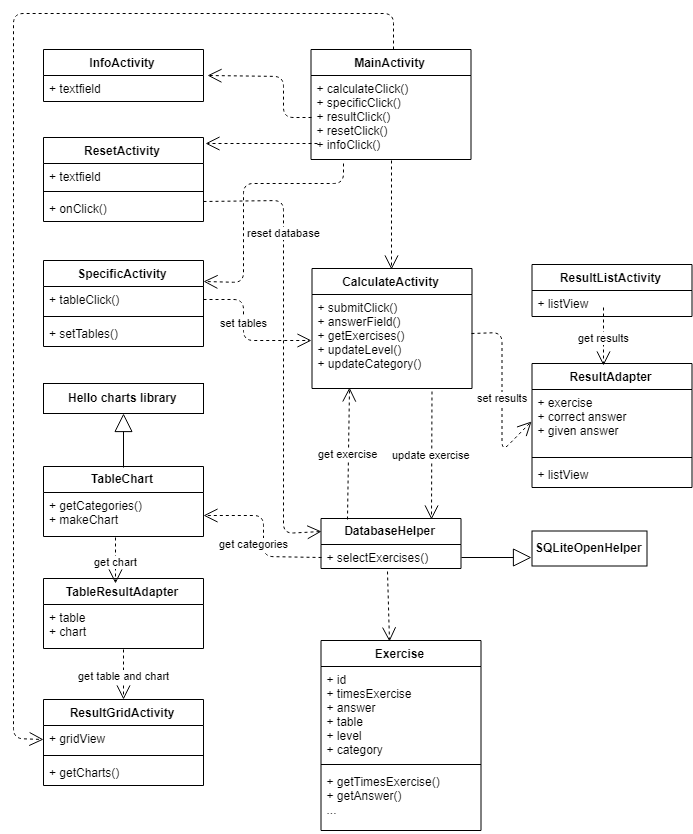 InfoActivity
+ textfield
MainActivity
+ calculateClick()
+ specificClick()
+ resultClick()
+ resetClick()
+ infoClick()
ResetActivity
+ textfield
+ onClick()
reset database
SpecificActivity
+ tableClick()
+ setTables()
set tables
CalculateActivity
+ submitClick()
+ answerField()
+ getExercises()
+ updateLevel()
+ updateCategory()
ResultListActivity
+ listView
get results
ResultAdapter
+ exercise
+ correct answer
+ given answer
+ listView
set results
Hello charts library
get exercise
update exercise
TableChart
+ getCategories()
+ makeChart
get categories
DatabaseHelper
+ selectExercises()
SQLiteOpenHelper
get chart
TableResultAdapter
+ table
+ chart
get table and chart
ResultGridActivity
+ gridView
+ getCharts()
Exercise
+ id
+ timesExercise
+ answer
+ table
+ level
+ category
+ getTimesExercise()
+ getAnswer()
...